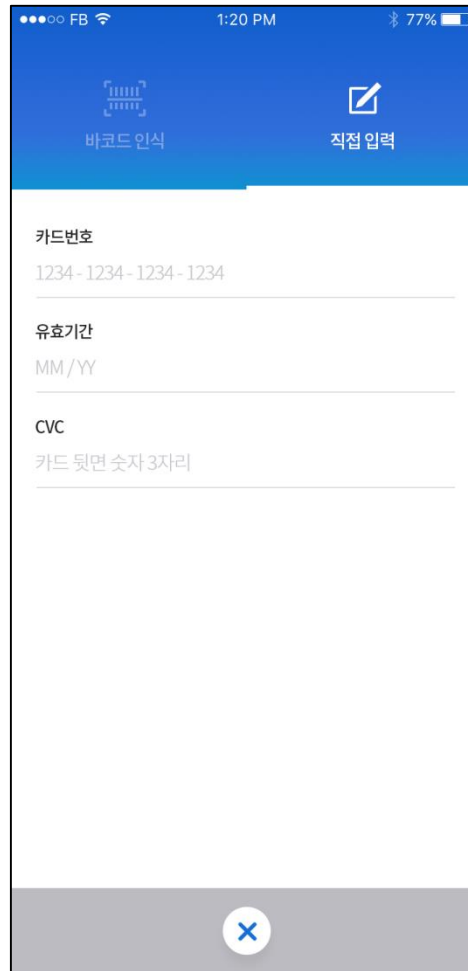 FB 1:20 PM 77%
바코드 인식 직접 입력
카드번호
1234 - 1234 - 1234 - 1234
유효기간
MM / YY
CVC
카드 뒷면 숫자 3자리